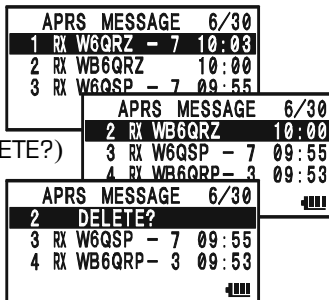 APRS MESSAGE 6/30
1 RX W6QRZ - 7 10:03
2 RX WB6QRZ 10:00
3 RX W6QSP - 7 09:55
ETE?)
APRS MESSAGE 6/30
2 RX WB6QRZ 10:00
3 RX W6QSP - 7 09:55
4 RX WB6QRP- 3 09:53
APRS MESSAGE 6/30
2 DELETE?
3 RX W6QSP - 7 09:55
4 RX WB6QRP- 3 09:53